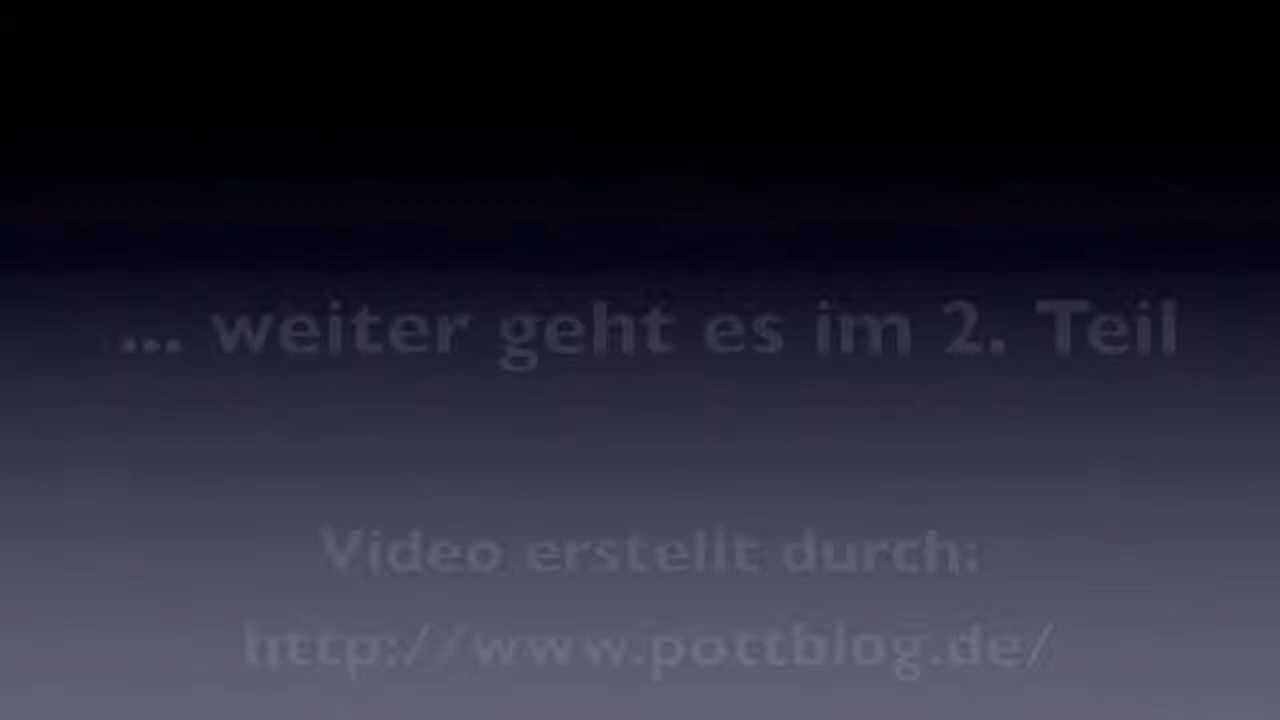 ... weiter geht es im 2. Teil
Video erstellt durch:
http://www.pottblog.de/